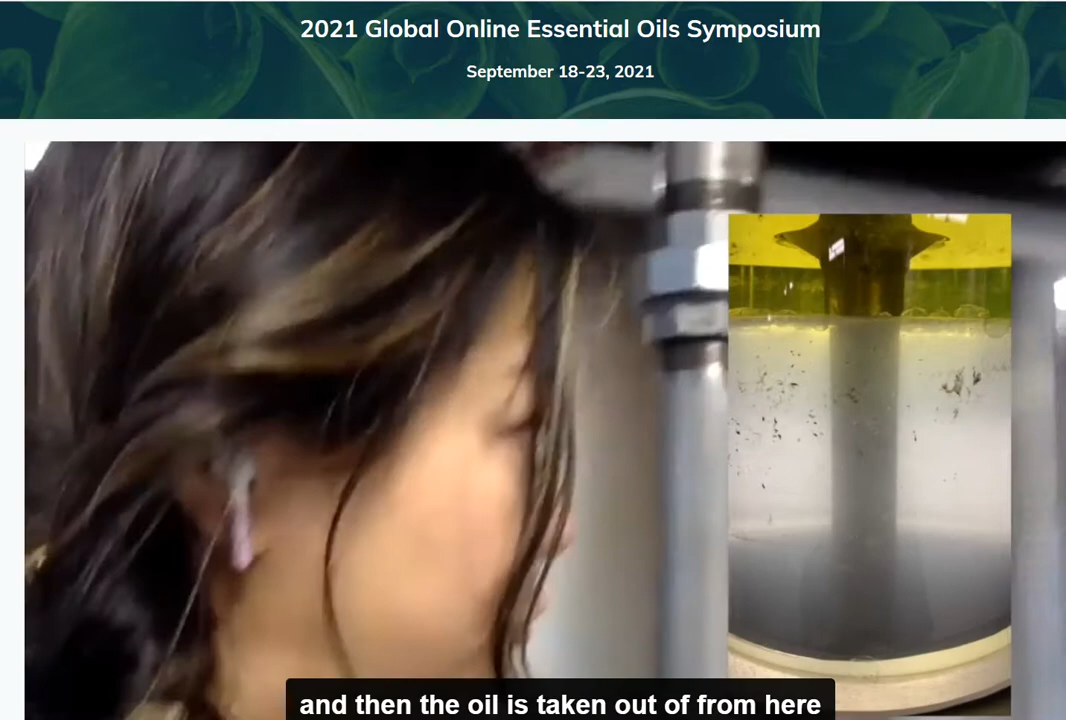 2021 Global Online Essential Oils Symposium
September 18-23, 2021
and then the oil is taken out of from here